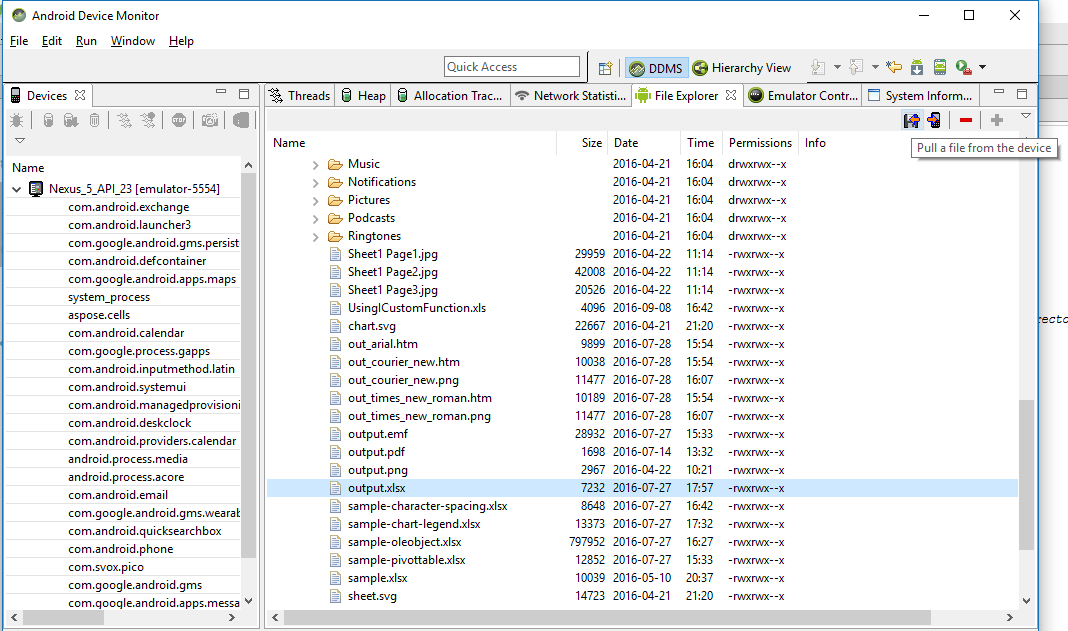 Android Device Monitor
File Edit Run Window Help
Quick Access DDMS Hierarchy View
Devices Threads Heap Allocation Trac... Network Statisti... File Explorer Emulator Contr... System Inform...
Name Size Date Time Permissions Info
Pull a file from the device
Name
Nexus_5_API_23 [emulator-5554]
com.android.exchange
com.android.launcher3
com.google.android.gms.persist
com.android.defcontainer
com.google.android.apps.maps
system_process
aspose.cells
com.android.calendar
com.google.process.gapps
com.android.inputmethod.latin
com.android.systemui
com.android.managedprovisioni
com.android.deskclock
com.android.providers.calendar
android.process.media
android.process.acore
com.android.email
com.google.android.gms.wearab
com.android.quicksearchbox
com.android.phone
com.svox.pico
com.google.android.gms
com.google.android.apps.messa
Music 2016-04-21 16:04 drwxrwx--x
Notifications 2016-04-21 16:04 drwxrwx--x
Pictures 2016-04-21 16:04 drwxrwx--x
Podcasts 2016-04-21 16:04 drwxrwx--x
Ringtones 2016-04-21 16:04 drwxrwx--x
Sheet1 Page1.jpg 29959 2016-04-22 11:14 -rwxrwx--x
Sheet1 Page2.jpg 42008 2016-04-22 11:14 -rwxrwx--x
Sheet1 Page3.jpg 20526 2016-04-22 11:14 -rwxrwx--x
UsingICustomFunction.xls 4096 2016-09-08 16:42 -rwxrwx--x
chart.svg 22667 2016-04-21 21:20 -rwxrwx--x
out_arial.htm 9899 2016-07-28 15:54 -rwxrwx--x
out_courier_new.htm 10038 2016-07-28 15:54 -rwxrwx--x
out_courier_new.png 11477 2016-07-28 16:07 -rwxrwx--x
out_times_new_roman.htm 10189 2016-07-28 15:54 -rwxrwx--x
out_times_new_roman.png 11477 2016-07-28 16:07 -rwxrwx--x
output.emf 28932 2016-07-27 15:33 -rwxrwx--x
output.pdf 1698 2016-07-14 13:32 -rwxrwx--x
output.png 2967 2016-04-22 10:21 -rwxrwx--x
output.xlsx 7232 2016-07-27 17:57 -rwxrwx--x
sample-character-spacing.xlsx 8648 2016-07-27 16:42 -rwxrwx--x
sample-chart-legend.xlsx 13373 2016-07-27 17:32 -rwxrwx--x
sample-oleobject.xlsx 797952 2016-07-27 16:27 -rwxrwx--x
sample-pivottable.xlsx 12852 2016-07-27 15:33 -rwxrwx--x
sample.xlsx 10039 2016-05-10 20:37 -rwxrwx--x
sheet.svg 14723 2016-04-21 21:20 -rwxrwx--x